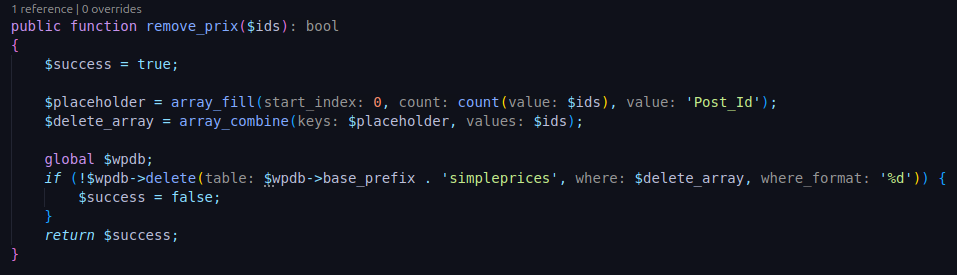 1 reference | 0 overrides
public function remove_prix($ids): bool
{
    $success = true;

    $placeholder = array_fill(start_index: 0, count: count(value: $ids), value: 'Post_Id');
    $delete_array = array_combine(keys: $placeholder, values: $ids);

    global $wpdb;
    if (!$wpdb->delete(table: $wpdb->base_prefix . 'simpleprices', where: $delete_array, where_format: '%d')) {
        $success = false;
    }
    return $success;
}